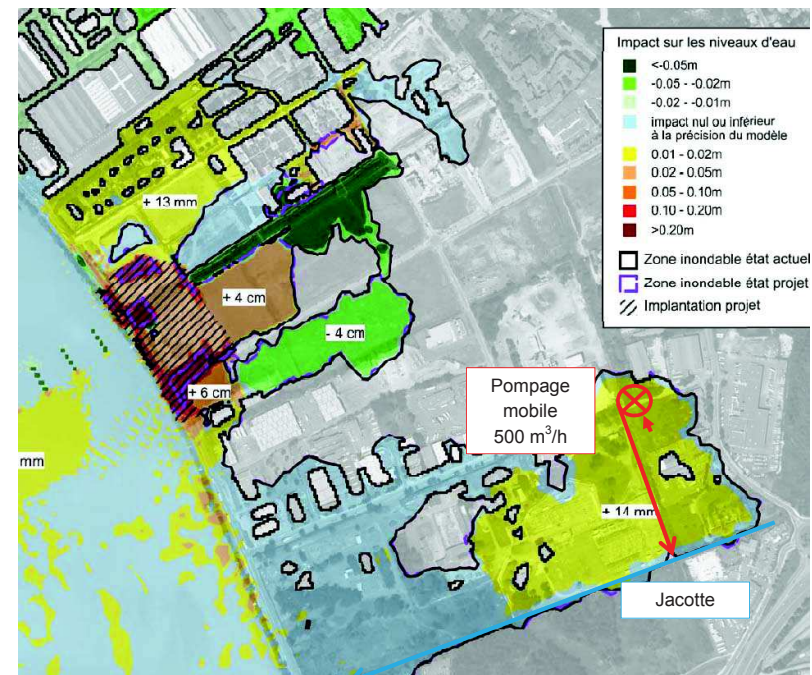 Impact sur les niveaux d'eau
<-0.05m
-0.05 - -0.02m
-0.02 - -0.01m
impact nul ou inférieur
à la précision du modèle
0.01 - 0.02m
0.02 - 0.05m
0.05 - 0.10m
0.10 - 0.20m
>0.20m
Zone inondable état actuel
Zone inondable état projet
Implantation projet
+ 13 mm
+ 4 cm
- 4 cm
+ 6 cm
mm
Pompage
mobile
500 m³/h
+ 14 mm
Jacotte